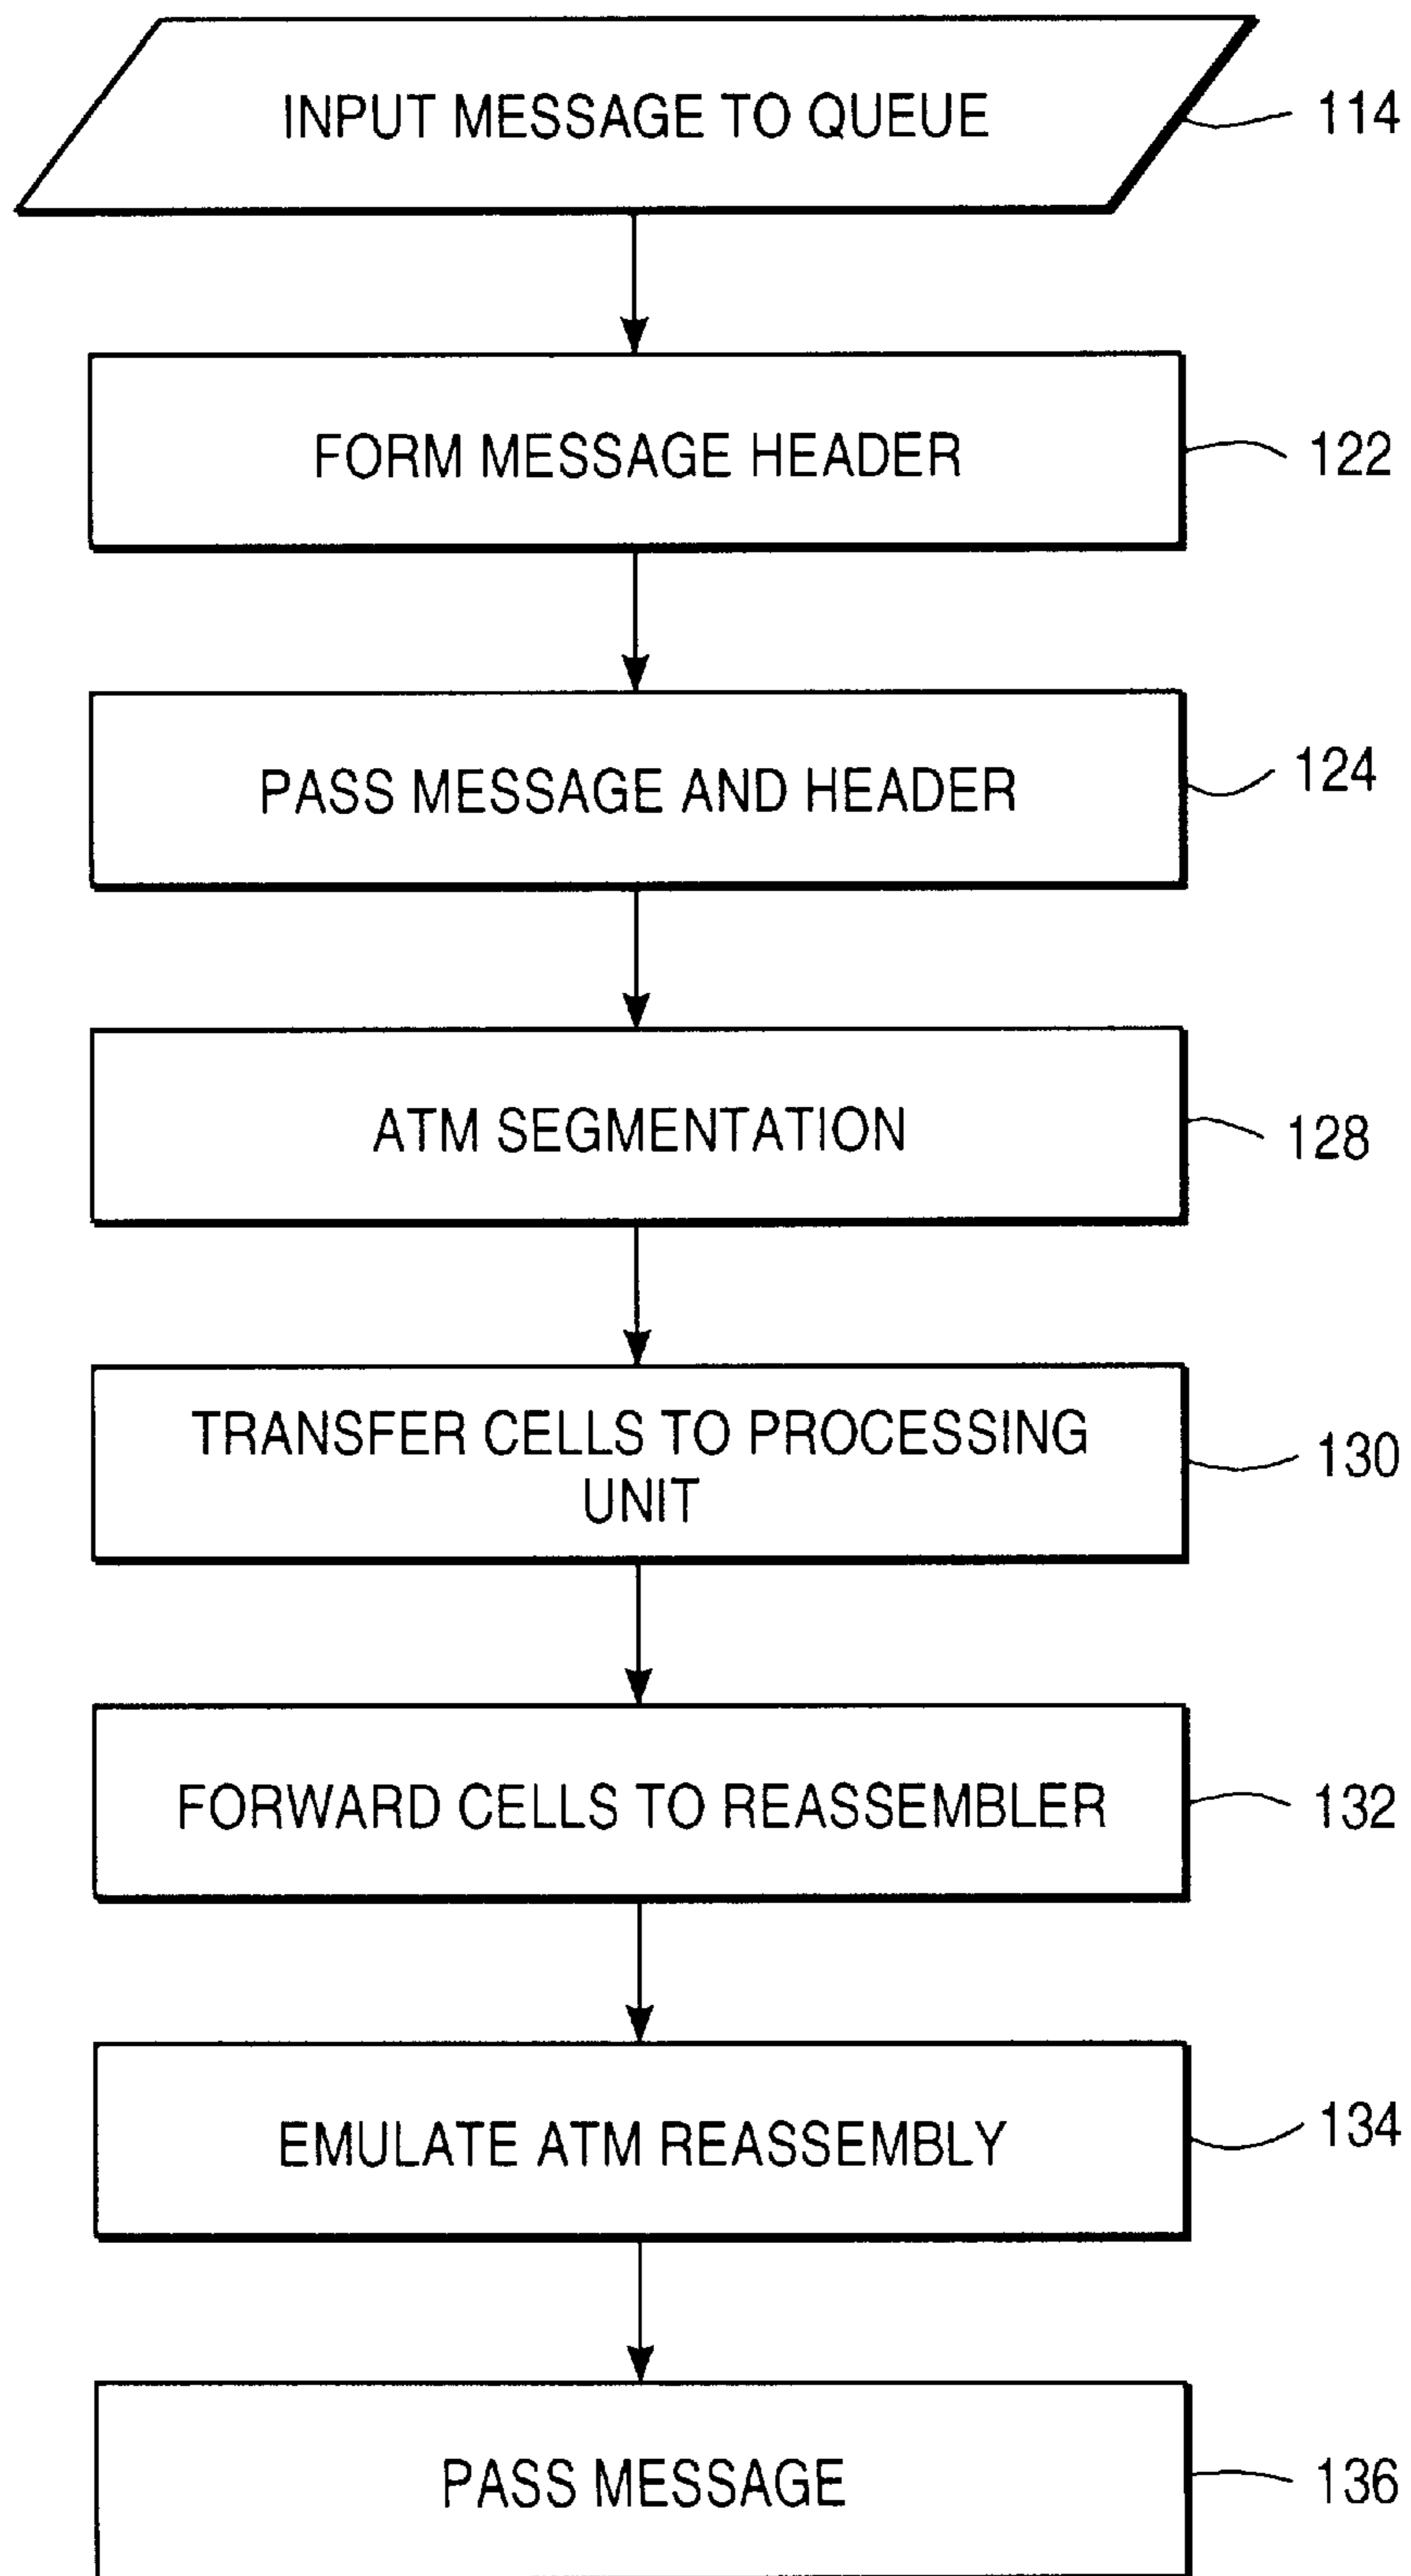 INPUT MESSAGE TO QUEUE
114
FORM MESSAGE HEADER
122
PASS MESSAGE AND HEADER
124
ATM SEGMENTATION
128
TRANSFER CELLS TO PROCESSING
UNIT
130
FORWARD CELLS TO REASSEMBLER
132
EMULATE ATM REASSEMBLY
134
PASS MESSAGE
136